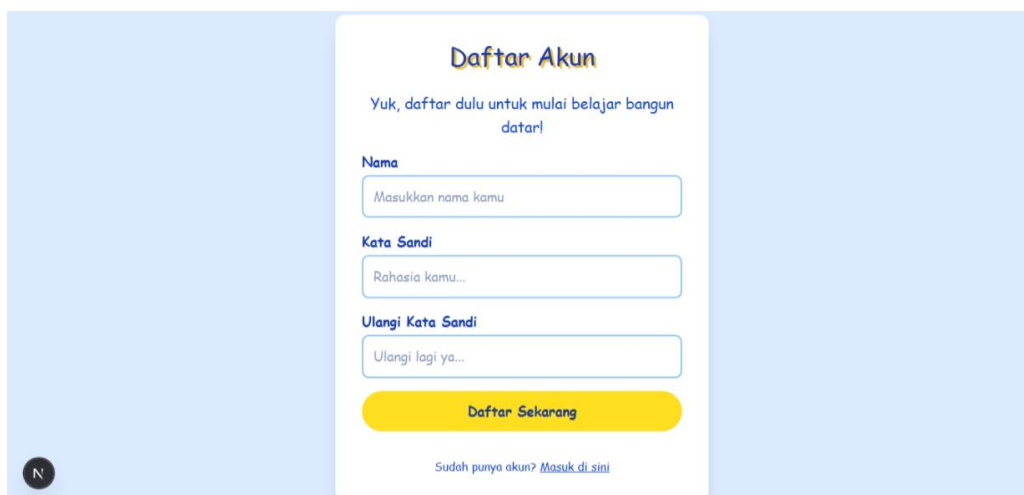 Daftar Akun
Yuk, daftar dulu untuk mulai belajar bangun
datar!
Nama
Masukkan nama kamu
Kata Sandi
Rahasia kamu...
Ulangi Kata Sandi
Ulangi lagi ya...
Daftar Sekarang
Sudah punya akun? Masuk di sini
N